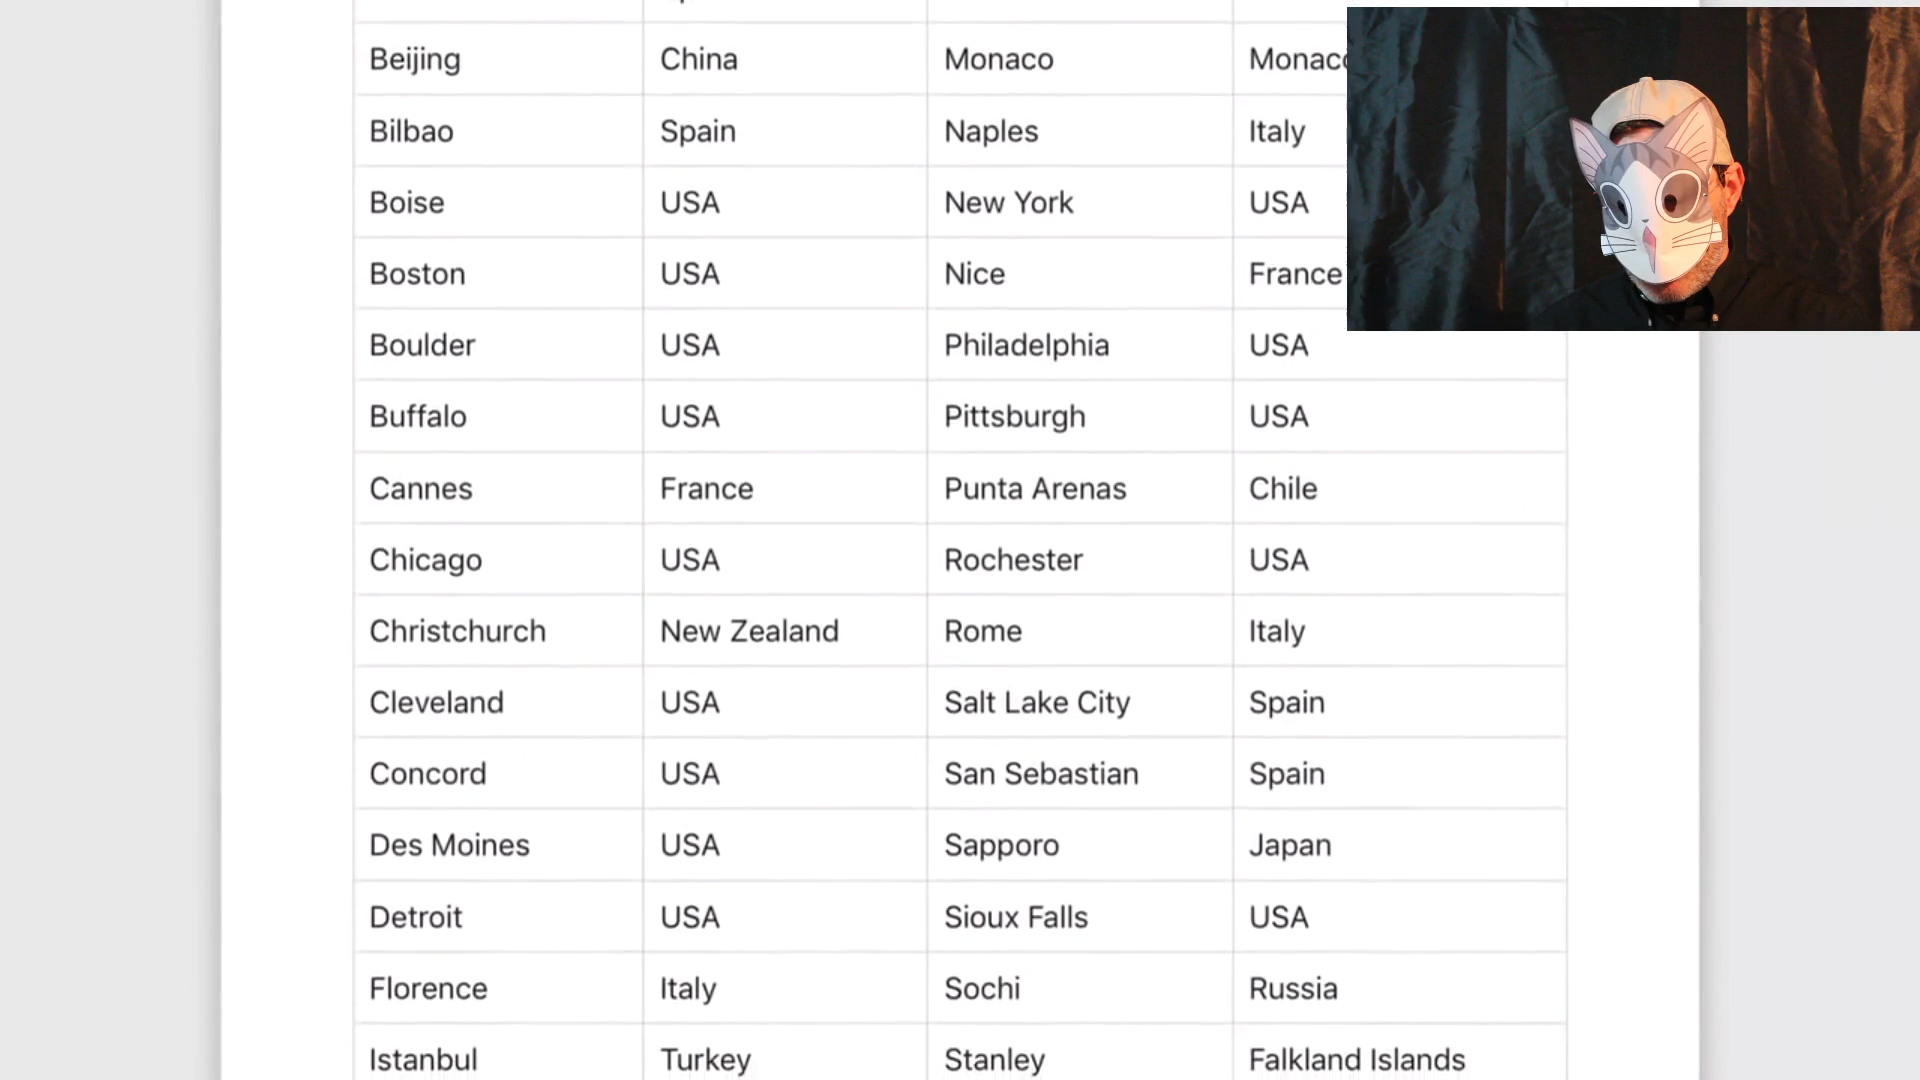 Beijing China Monaco Monaco
Bilbao Spain Naples Italy
Boise USA New York USA
Boston USA Nice France
Boulder USA Philadelphia USA
Buffalo USA Pittsburgh USA
Cannes France Punta Arenas Chile
Chicago USA Rochester USA
Christchurch New Zealand Rome Italy
Cleveland USA Salt Lake City Spain
Concord USA San Sebastian Spain
Des Moines USA Sapporo Japan
Detroit USA Sioux Falls USA
Florence Italy Sochi Russia
Istanbul Turkey Stanley Falkland Islands